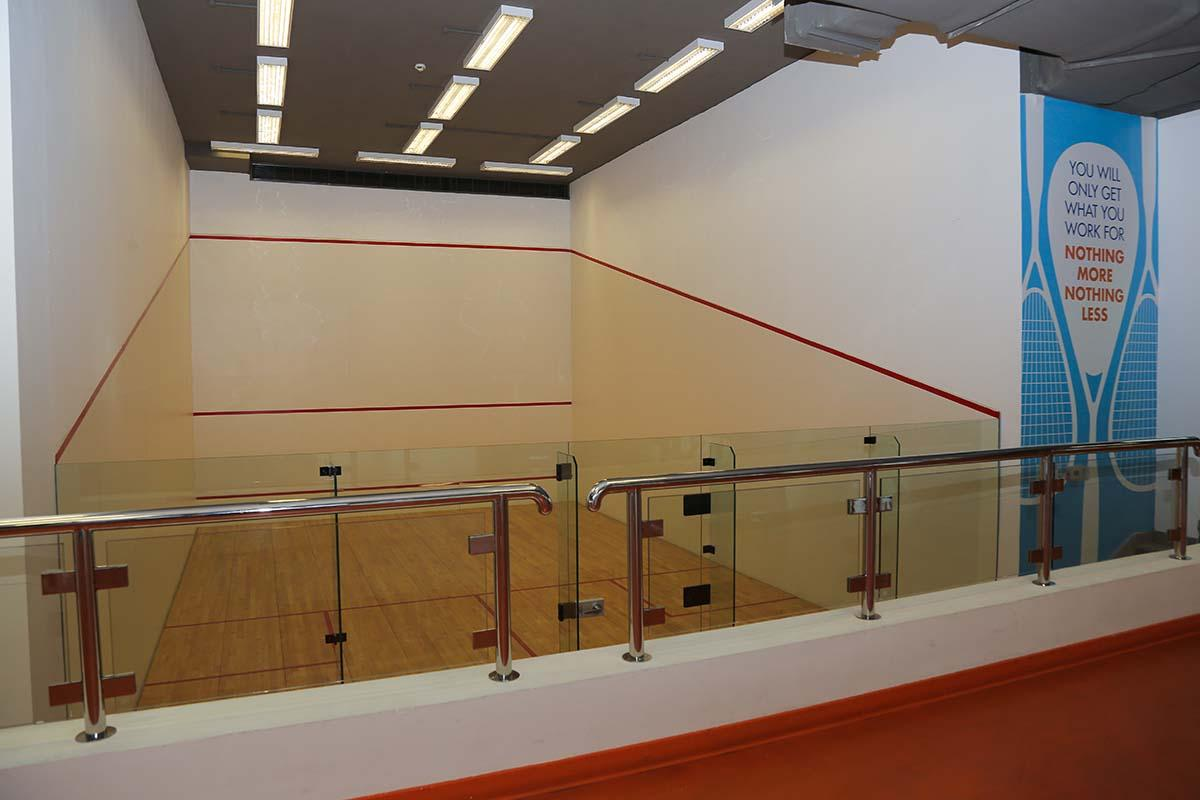 YOU WILL
ONLY GET
WHAT YOU
WORK FOR
NOTHING
MORE
NOTHING
LESS